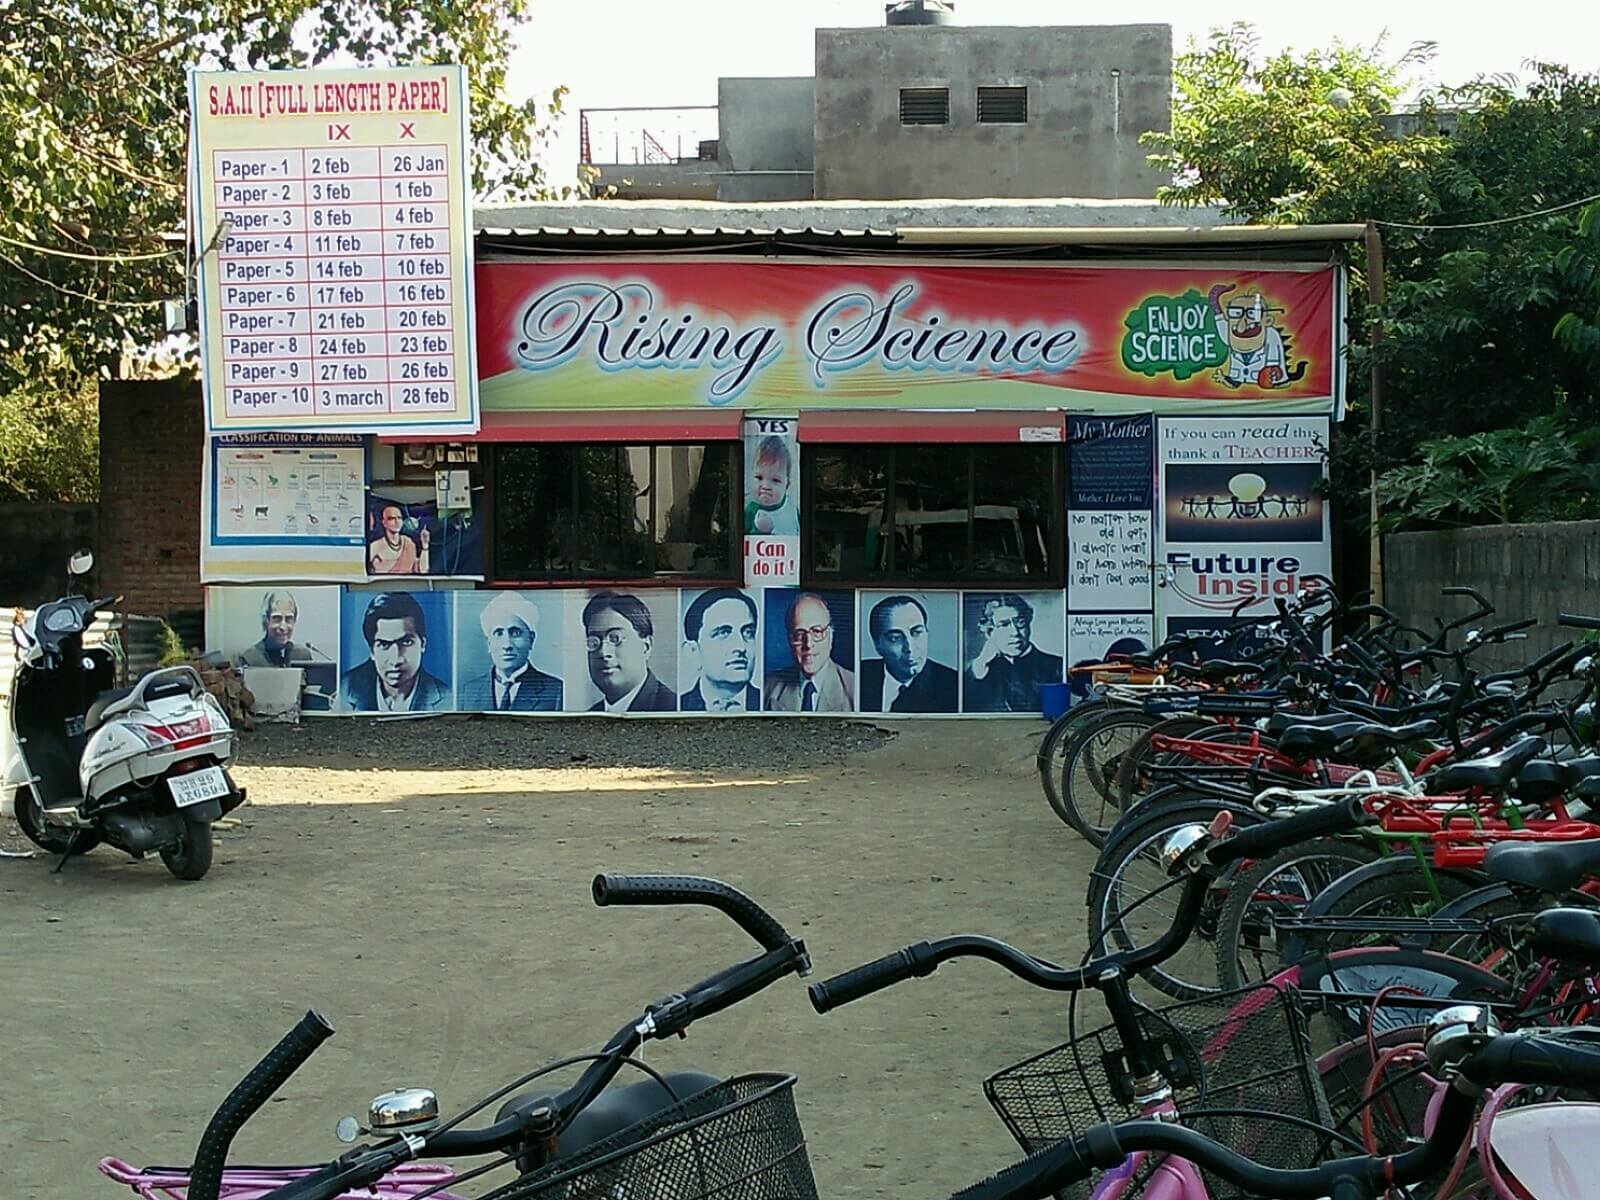 S.A.II [FULL LENGTH PAPER]
IX X
Paper - 1 2 feb 26 Jan
Paper - 2 3 feb 1 feb
Paper - 3 8 feb 4 feb
Paper - 4 11 feb 7 feb
Paper - 5 14 feb 10 feb
Paper - 6 17 feb 16 feb
Paper - 7 21 feb 20 feb
Paper - 8 24 feb 23 feb
Paper - 9 27 feb 26 feb
Paper - 10 3 march 28 feb
Rising Science
ENJOY
SCIENCE
CLASSIFICATION OF ANIMALS
YES
I Can
do it !
My Mother
Mother, I Love You
No matter how
old I get,
I always want
my mom when
I don't feel good
If you can read this
thank a TEACHER
Future
Inside